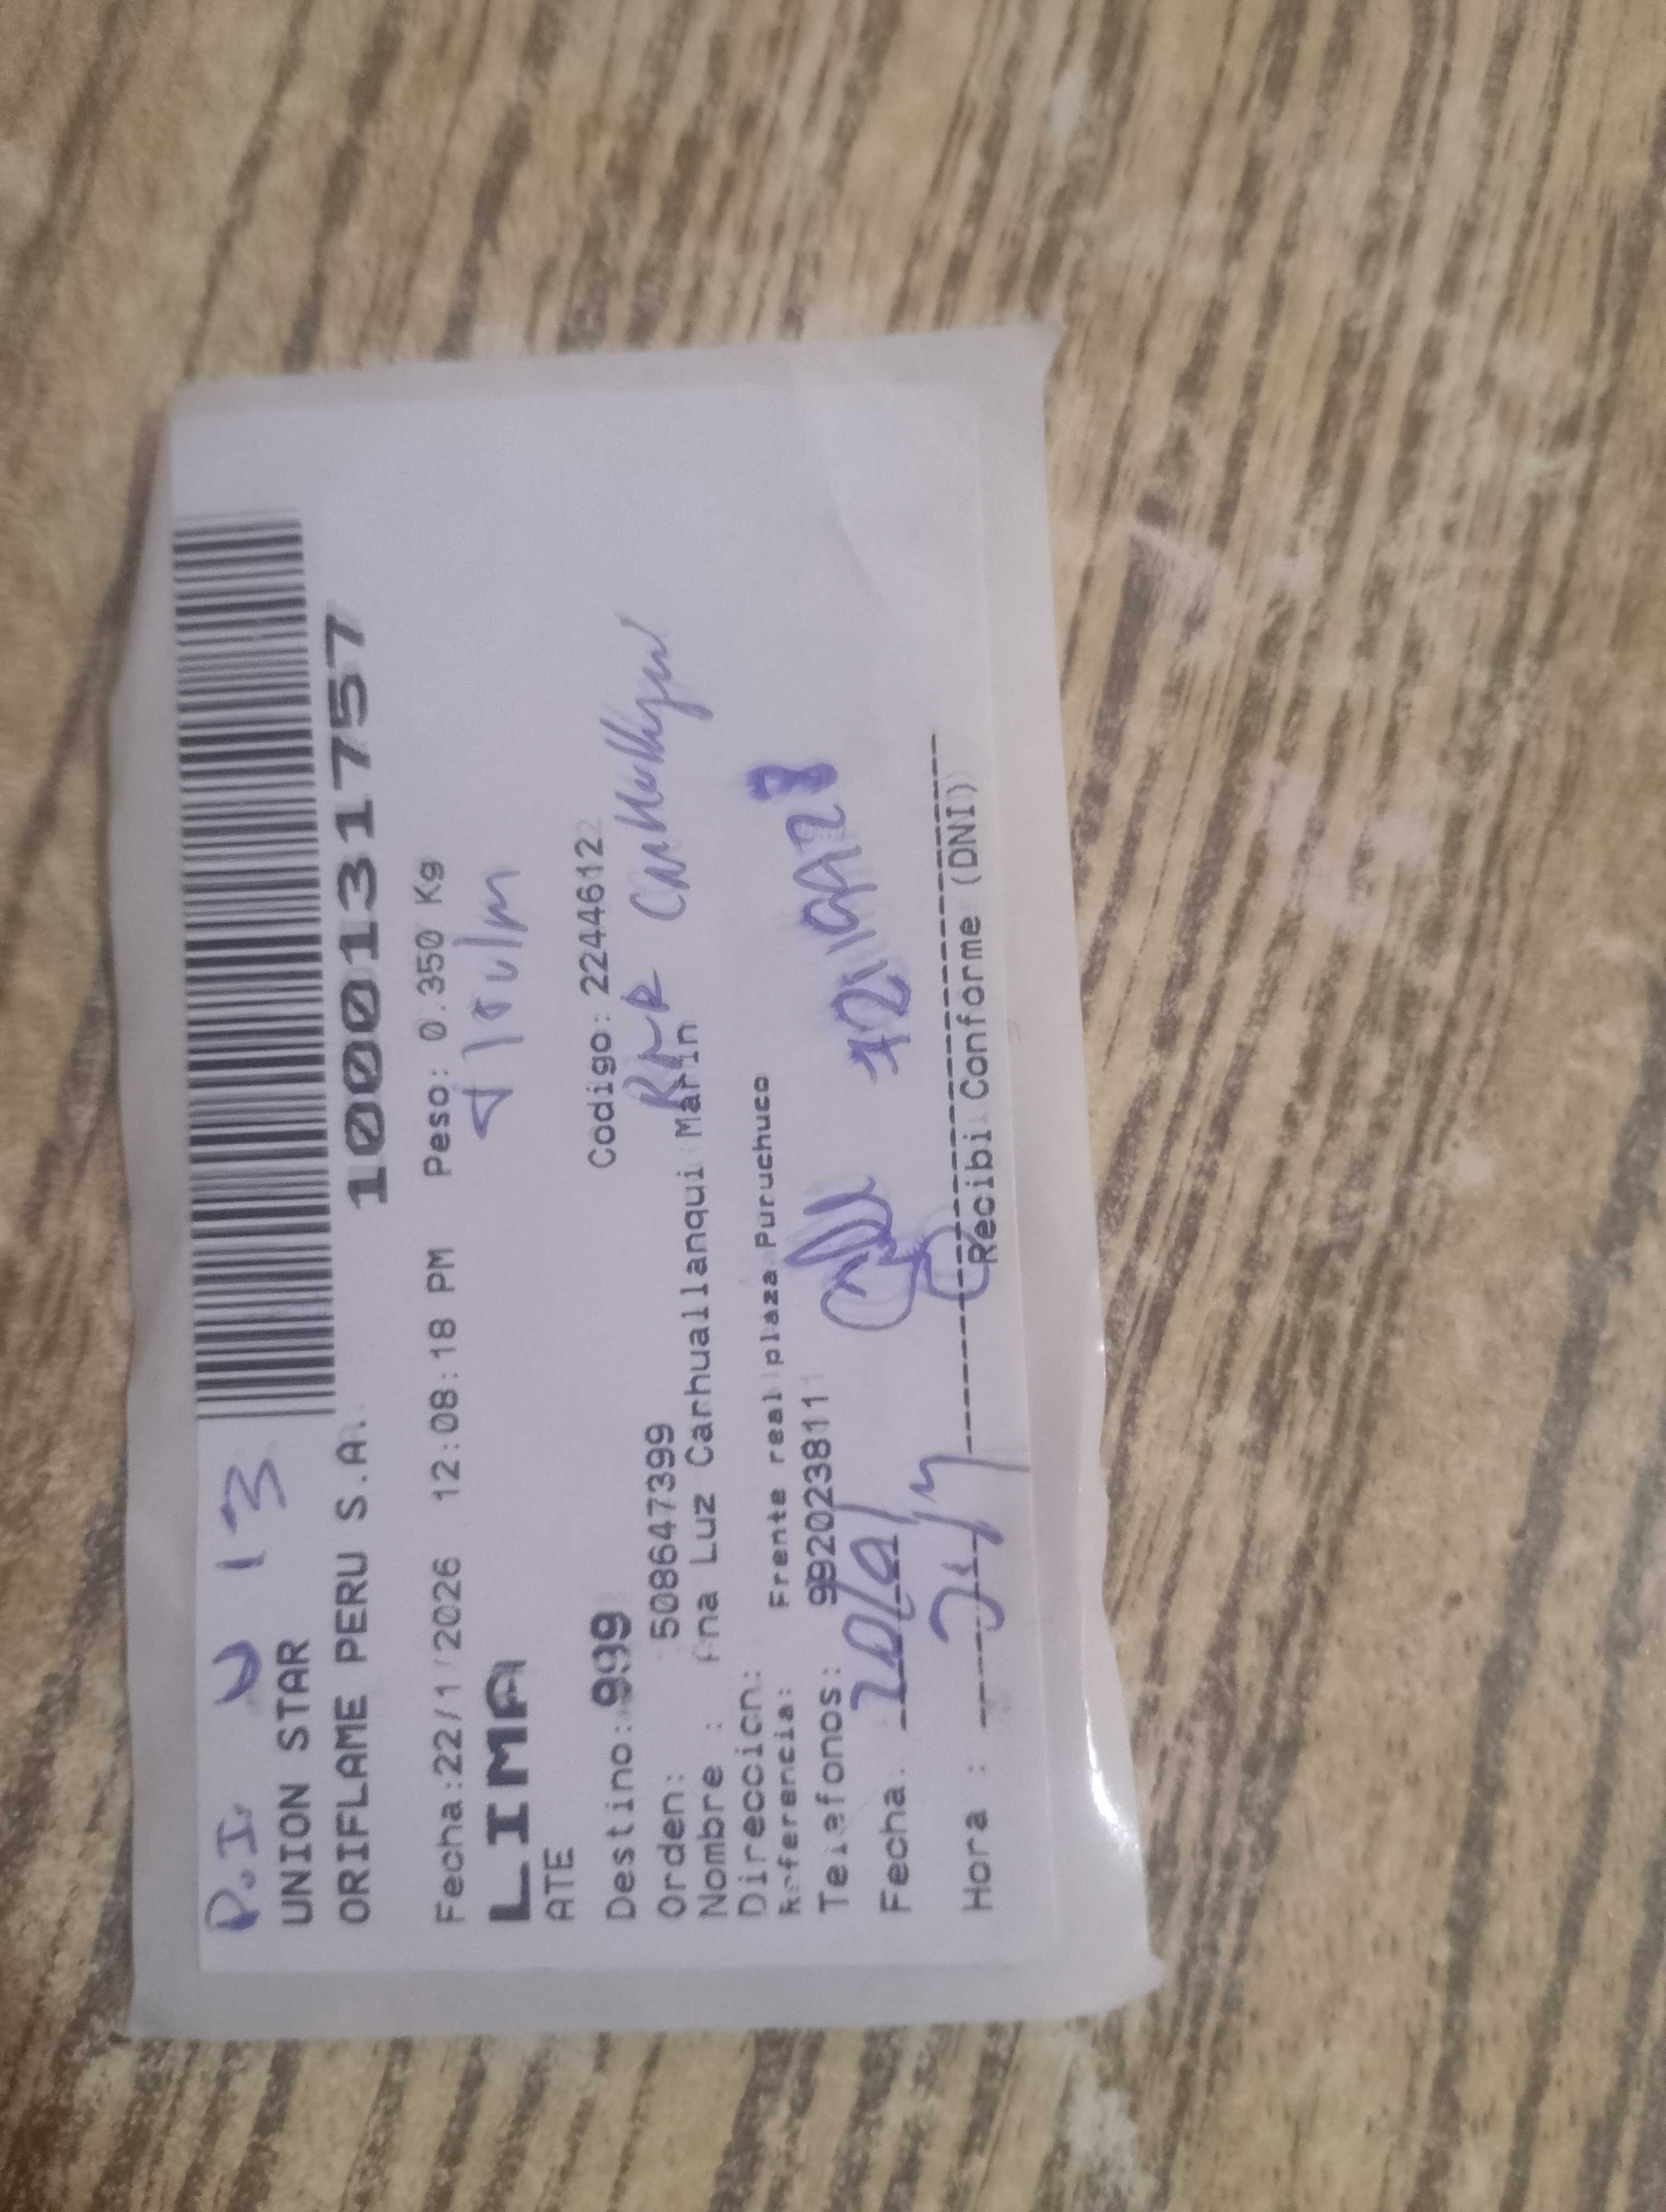 P.I. U 13
UNION STAR
ORIFLAME PERU S.A.
1000131757
Fecha:22/1/2026 12:08:18 PM Peso: 0.350 Kg
LIMA
ATE
Destino: 999 Codigo: 22446122
Orden: 508647399
Nombre : Ana Luz Carhuallanqui Marin
Direccion:
Referencia: Frente real plaza Puruchuco
Telefonos: 992023811
Fecha.
Hora :
Recibi Conforme (DNI)